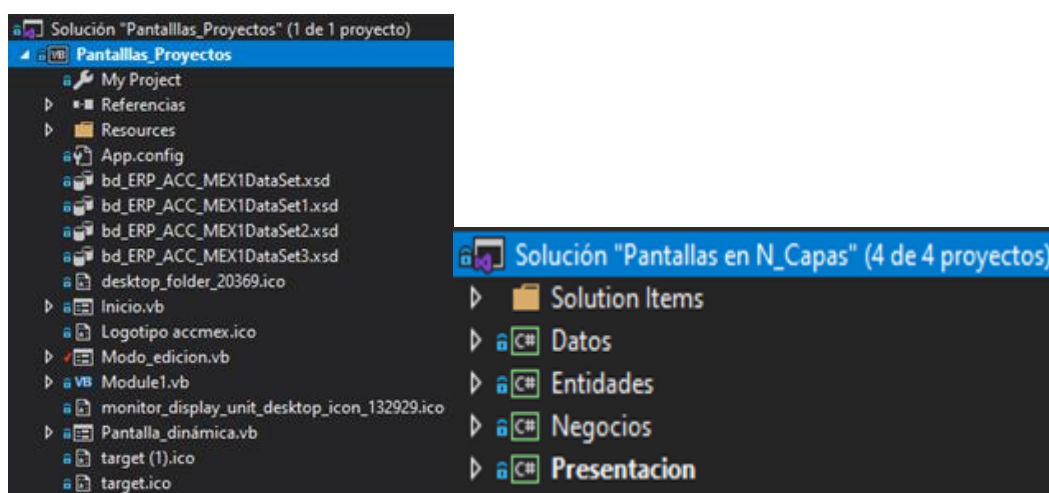 Solución "Pantalllas_Proyectos" (1 de 1 proyecto)
VB Pantalllas_Proyectos
My Project
Referencias
Resources
App.config
bd_ERP_ACC_MEX1DataSet.xsd
bd_ERP_ACC_MEX1DataSet1.xsd
bd_ERP_ACC_MEX1DataSet2.xsd
bd_ERP_ACC_MEX1DataSet3.xsd
desktop_folder_20369.ico
Inicio.vb
Logotipo accmex.ico
Modo_edicion.vb
VB Module1.vb
monitor_display_unit_desktop_icon_132929.ico
Pantalla_dinámica.vb
target (1).ico
target.ico
Solución "Pantallas en N_Capas" (4 de 4 proyectos)
Solution Items
C# Datos
C# Entidades
C# Negocios
C# Presentacion